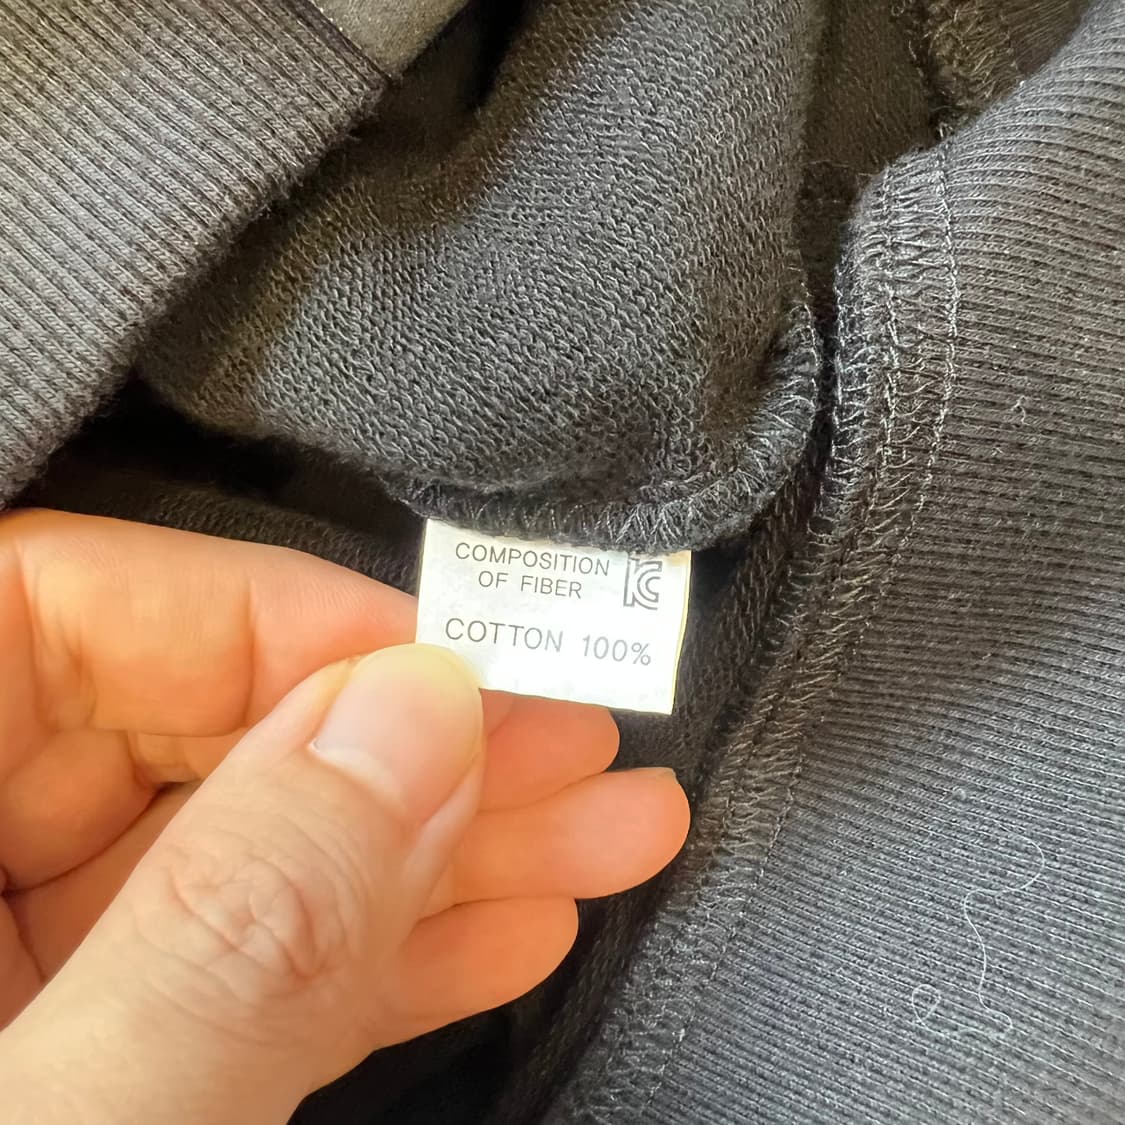 COMPOSITION
OF FIBER
KC
COTTON 100%